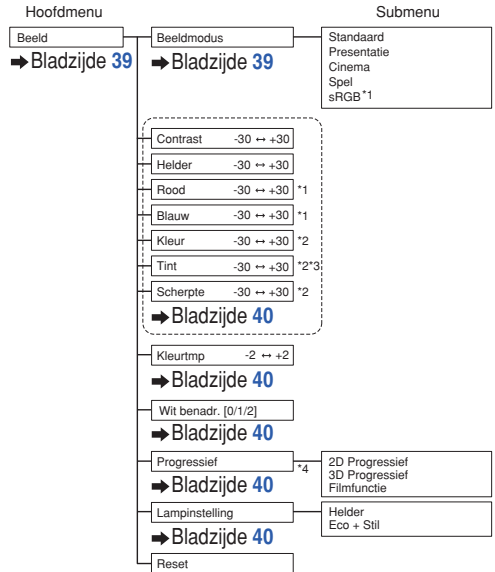 Hoofdmenu Submenu
Beeld Beeldmodus Standaard
➡Bladzijde 39 ➡Bladzijde 39 Presentatie
Cinema
Spel
sRGB*1
Contrast -30 ↔ +30
Helder -30 ↔ +30
Rood -30 ↔ +30 *1
Blauw -30 ↔ +30 *1
Kleur -30 ↔ +30 *2
Tint -30 ↔ +30 *2*3
Scherpte -30 ↔ +30 *2
➡Bladzijde 40
Kleurtmp -2 ↔ +2
➡Bladzijde 40
Wit benadr. [0/1/2]
➡Bladzijde 40
Progressief *4 2D Progressief
➡Bladzijde 40 3D Progressief
Filmfunctie
Lampinstelling Helder
➡Bladzijde 40 Eco + Stil
Reset